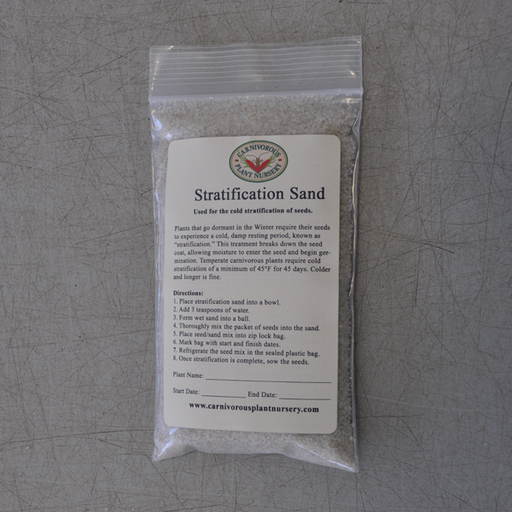 CARNIVOROUS
PLANT NURSERY
Stratification Sand
Used for the cold stratification of seeds.
Plants that go dormant in the Winter require their seeds
to experience a cold, damp resting period, known as
"stratification." This treatment breaks down the seed
coat, allowing moisture to enter the seed and begin ger-
mination. Temperate carnivorous plants require cold
stratification of a minimum of 45°F for 45 days. Colder
and longer is fine.
Directions:
1. Place stratification sand into a bowl.
2. Add 3 teaspoons of water.
3. Form wet sand into a ball.
4. Thoroughly mix the packet of seeds into the sand.
5. Place seed/sand mix into zip lock bag.
6. Mark bag with start and finish dates.
7. Refrigerate the seed mix in the sealed plastic bag.
8. Once stratification is complete, sow the seeds.
Plant Name:
Start Date: End Date:
www.carnivorousplantnursery.com